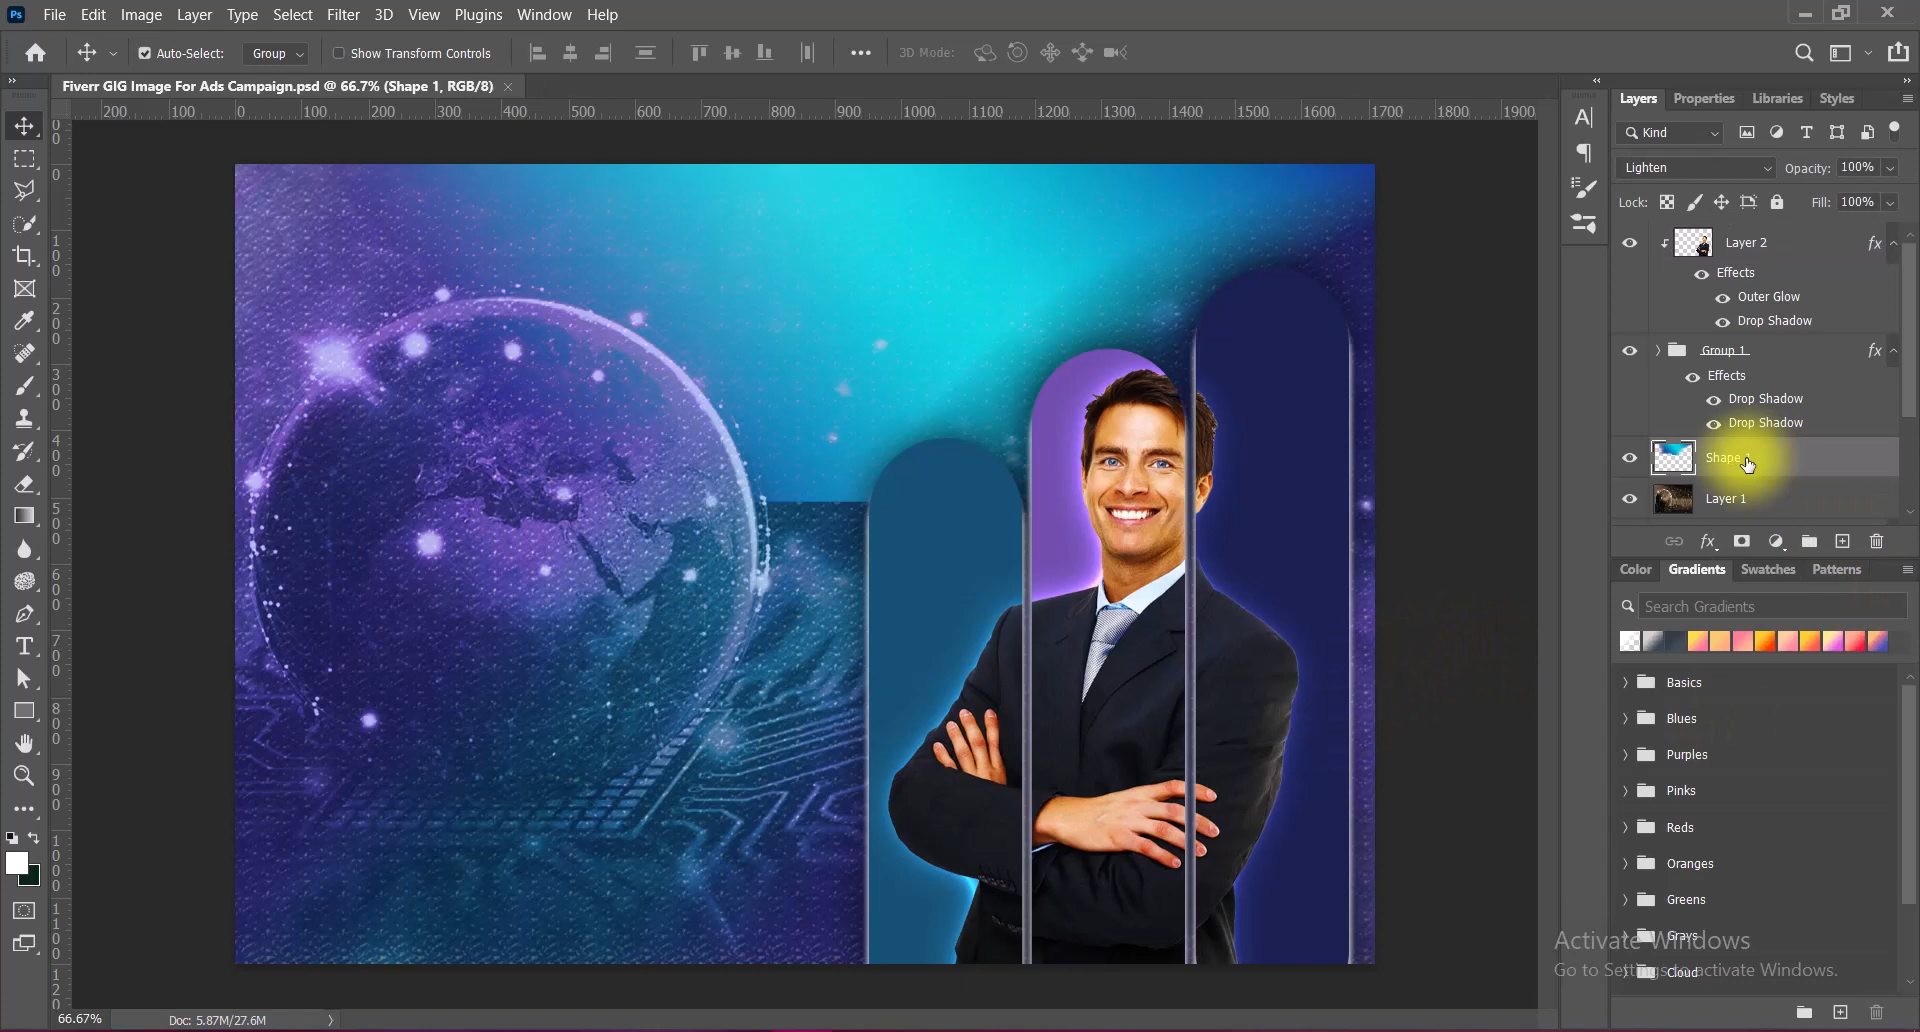 Ps File Edit Image Layer Type Select Filter 3D View Plugins Window Help
Auto-Select: Group Show Transform Controls 3D Mode:
Fiverr GIG Image For Ads Campaign.psd @ 66.7% (Shape 1, RGB/8)
200 100 0 100 200 300 400 500 600 700 800 900 1000 1100 1200 1300 1400 1500 1600 1700 1800 1900
Layers Properties Libraries Styles
Kind
Lighten Opacity: 100%
Lock: Fill: 100%
Layer 2 fx
Effects
Outer Glow
Drop Shadow
Group 1 fx
Effects
Drop Shadow
Drop Shadow
Shape 1
Layer 1
Color Gradients Swatches Patterns
Search Gradients
Basics
Blues
Purples
Pinks
Reds
Oranges
Greens
Grays
Cloud
Activate Windows
Go to Settings to activate Windows.
66.67% Doc: 5.87M/27.6M